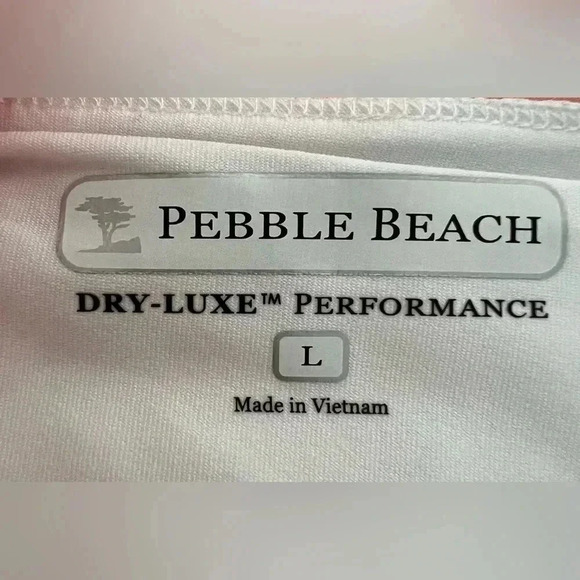 PEBBLE BEACH
DRY-LUXE™ PERFORMANCE
L
Made in Vietnam